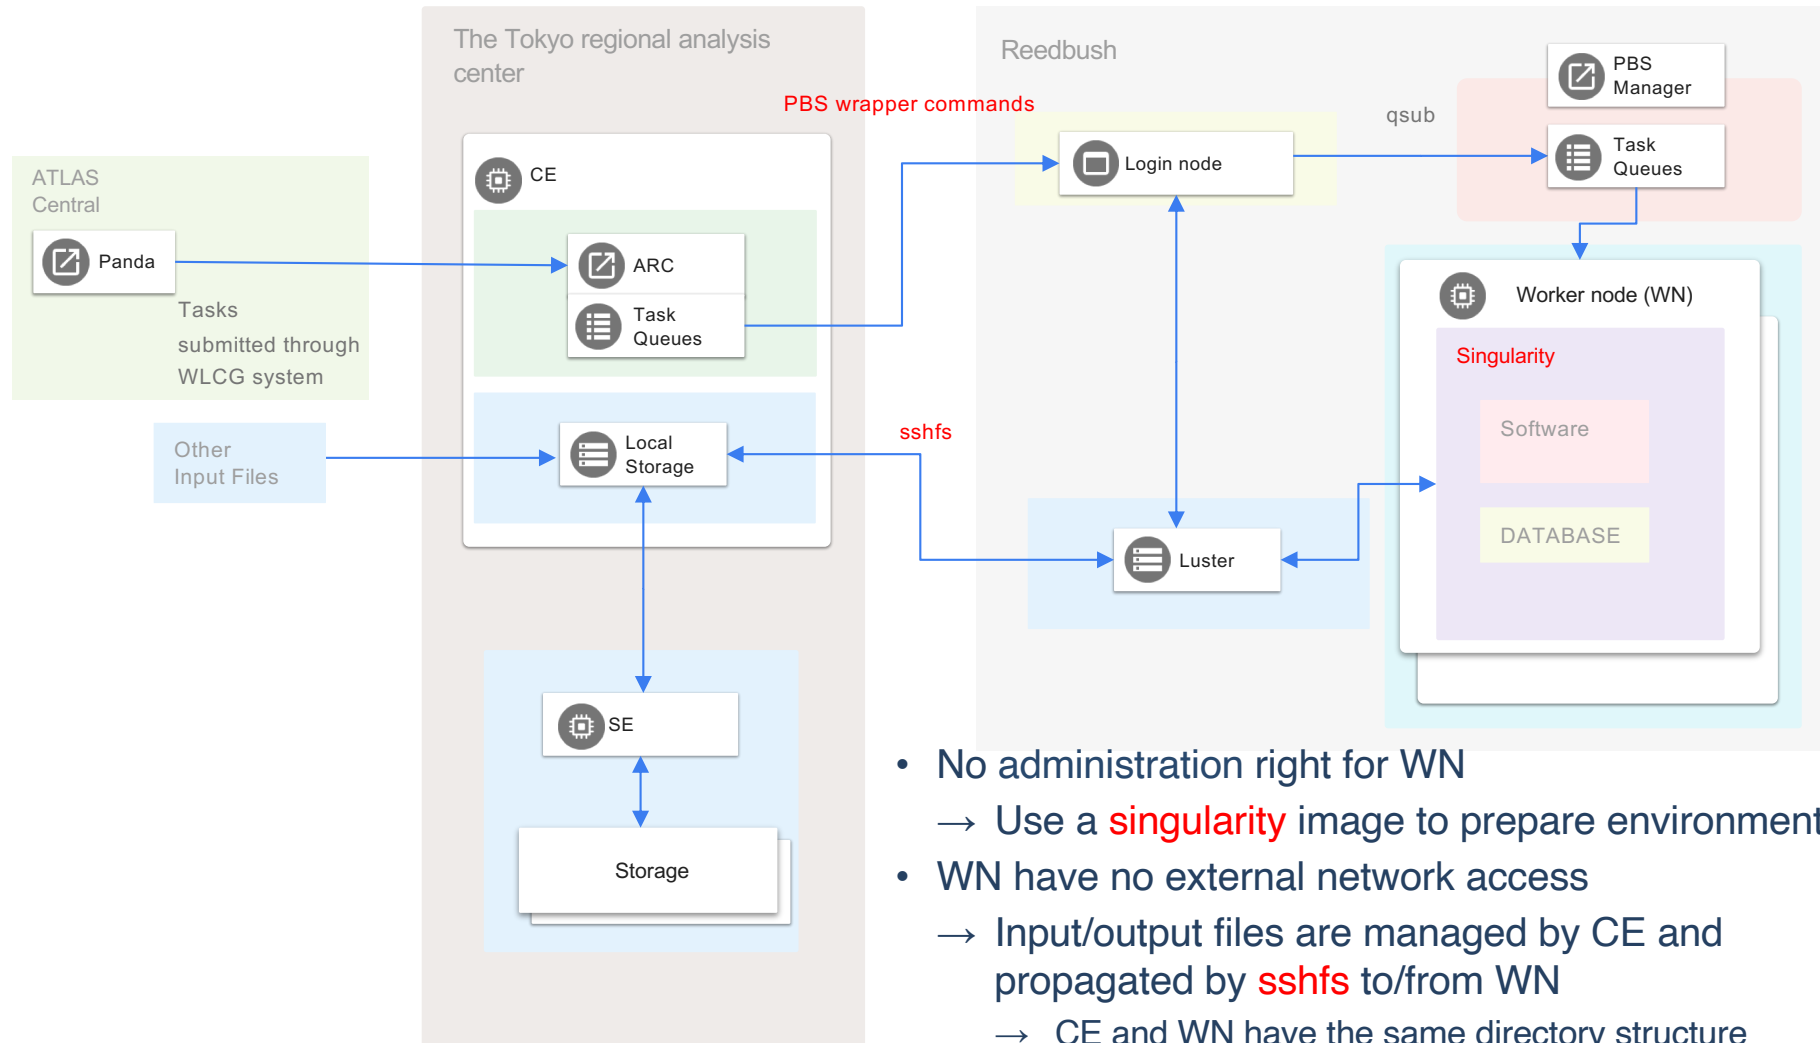 The Tokyo regional analysis
center
Reedbush
PBS
Manager
PBS wrapper commands
qsub
Task
Queues
Login node
CE
ATLAS
Central
Panda
ARC
Tasks
submitted through
WLCG system
Task
Queues
Worker node (WN)
Singularity
Software
DATABASE
Other
Input Files
Local
Storage
sshfs
Luster
SE
Storage
• No administration right for WN
→ Use a singularity image to prepare environment
• WN have no external network access
→ Input/output files are managed by CE and
propagated by sshfs to/from WN
→ CE and WN have the same directory structure